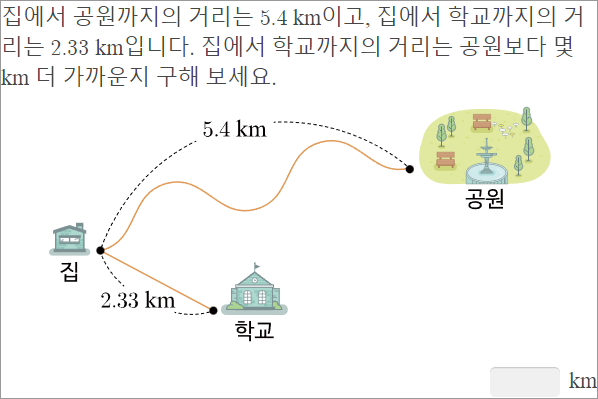 집에서 공원까지의 거리는 5.4 km이고, 집에서 학교까지의 거
리는 2.33 km입니다. 집에서 학교까지의 거리는 공원보다 몇
km 더 가까운지 구해 보세요.
5.4 km
공원
집
2.33 km
학교
km